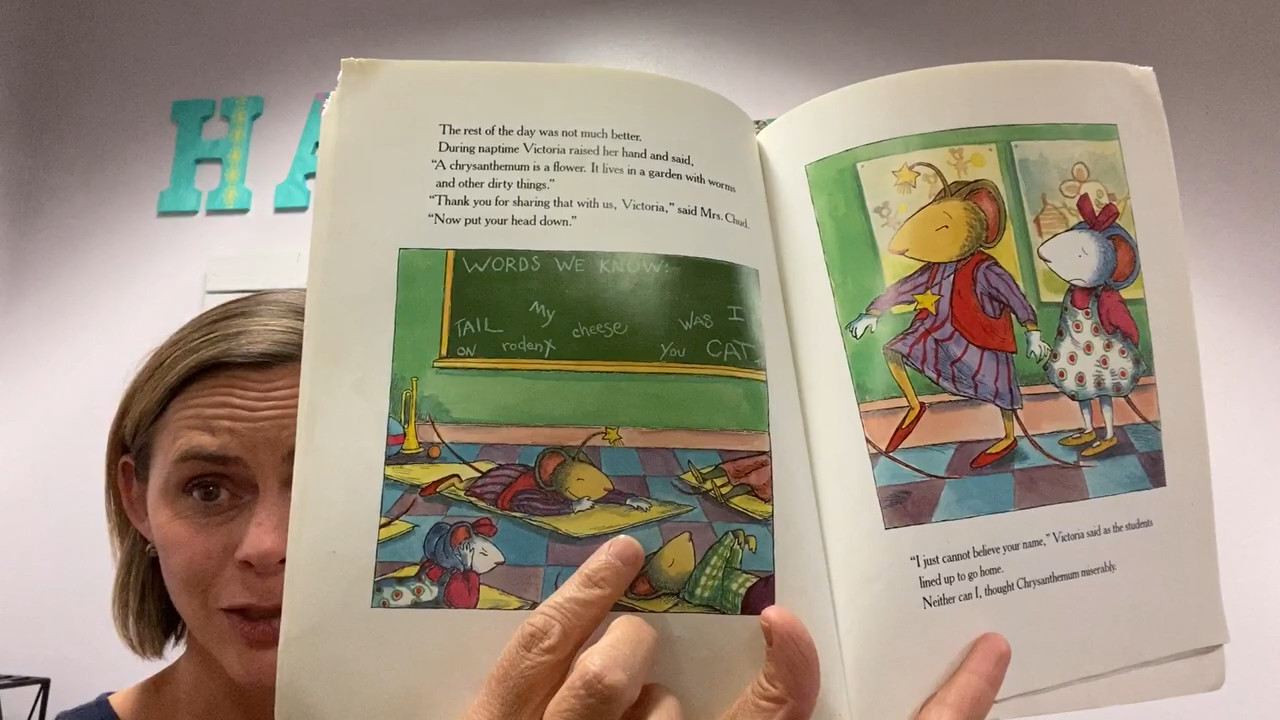 HA
The rest of the day was not much better.
During naptime Victoria raised her hand and said,
“A chrysanthemum is a flower. It lives in a garden with worms
and other dirty things.”
“Thank you for sharing that with us, Victoria,” said Mrs. Chud.
“Now put your head down.”
WORDS WE KNOW:
TAIL My cheese WAS I
ON rodent You CAT
“I just cannot believe your name,” Victoria said as the students
lined up to go home.
Neither can I, thought Chrysanthemum miserably.